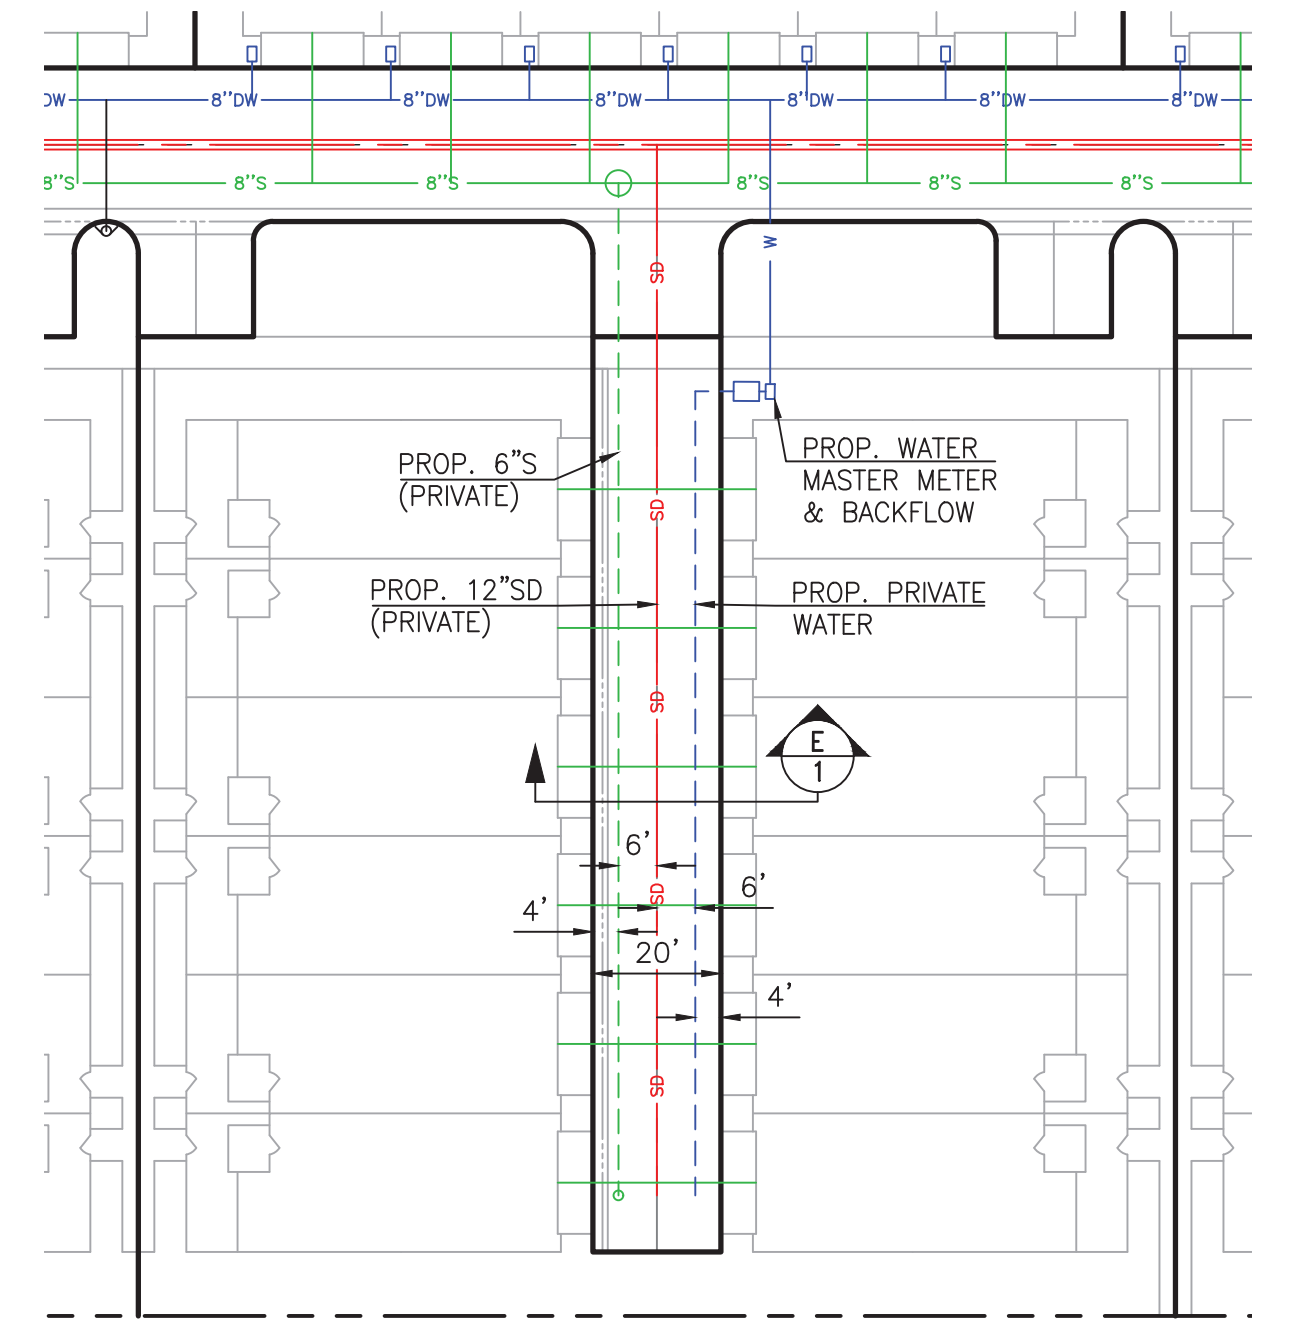 DW 8"DW 8"DW 8"DW 8"DW 8"DW 8"DW
8"S 8"S 8"S 8"S 8"S 8"S
W
SD
PROP. 6"S
(PRIVATE)
PROP. WATER
MASTER METER
& BACKFLOW
SD
PROP. 12"SD
(PRIVATE)
PROP. PRIVATE
WATER
SD
E
1
6'
SD
6'
4'
20'
4'
SD